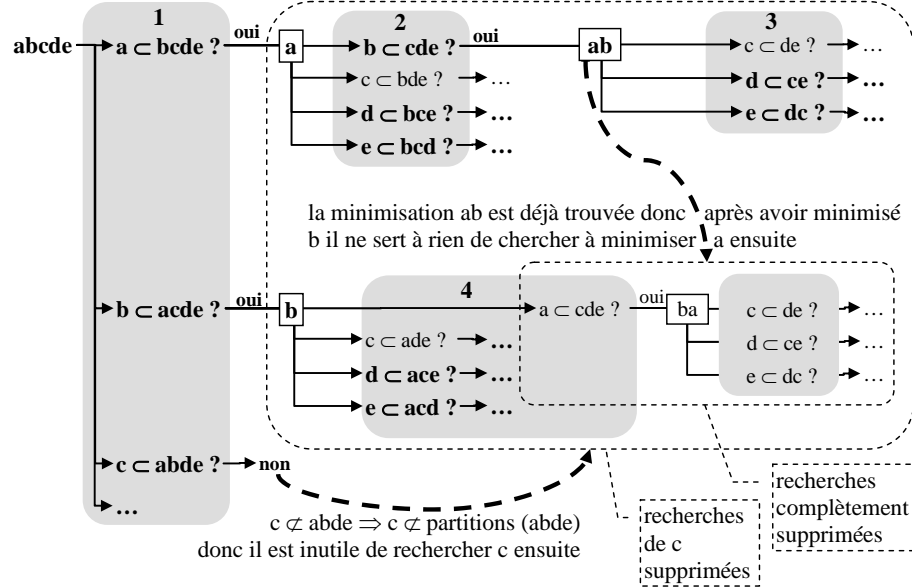 1 2 3
abcde a ⊂ bcde ? oui a b ⊂ cde ? oui ab c ⊂ de ? ...
c ⊂ bde ? ... d ⊂ ce ? ...
d ⊂ bce ? ... e ⊂ dc ? ...
e ⊂ bcd ? ...
la minimisation ab est déjà trouvée donc après avoir minimisé
b il ne sert à rien de chercher à minimiser a ensuite
4
b ⊂ acde ? oui b a ⊂ cde ? oui ba c ⊂ de ? ...
c ⊂ ade ? ... d ⊂ ce ? ...
d ⊂ ace ? ... e ⊂ dc ? ...
e ⊂ acd ? ...
c ⊂ abde ? non
...
c ⊄ abde ⇒ c ⊄ partitions (abde)
donc il est inutile de rechercher c ensuite
recherches
de c
supprimées
recherches
complètement
supprimées